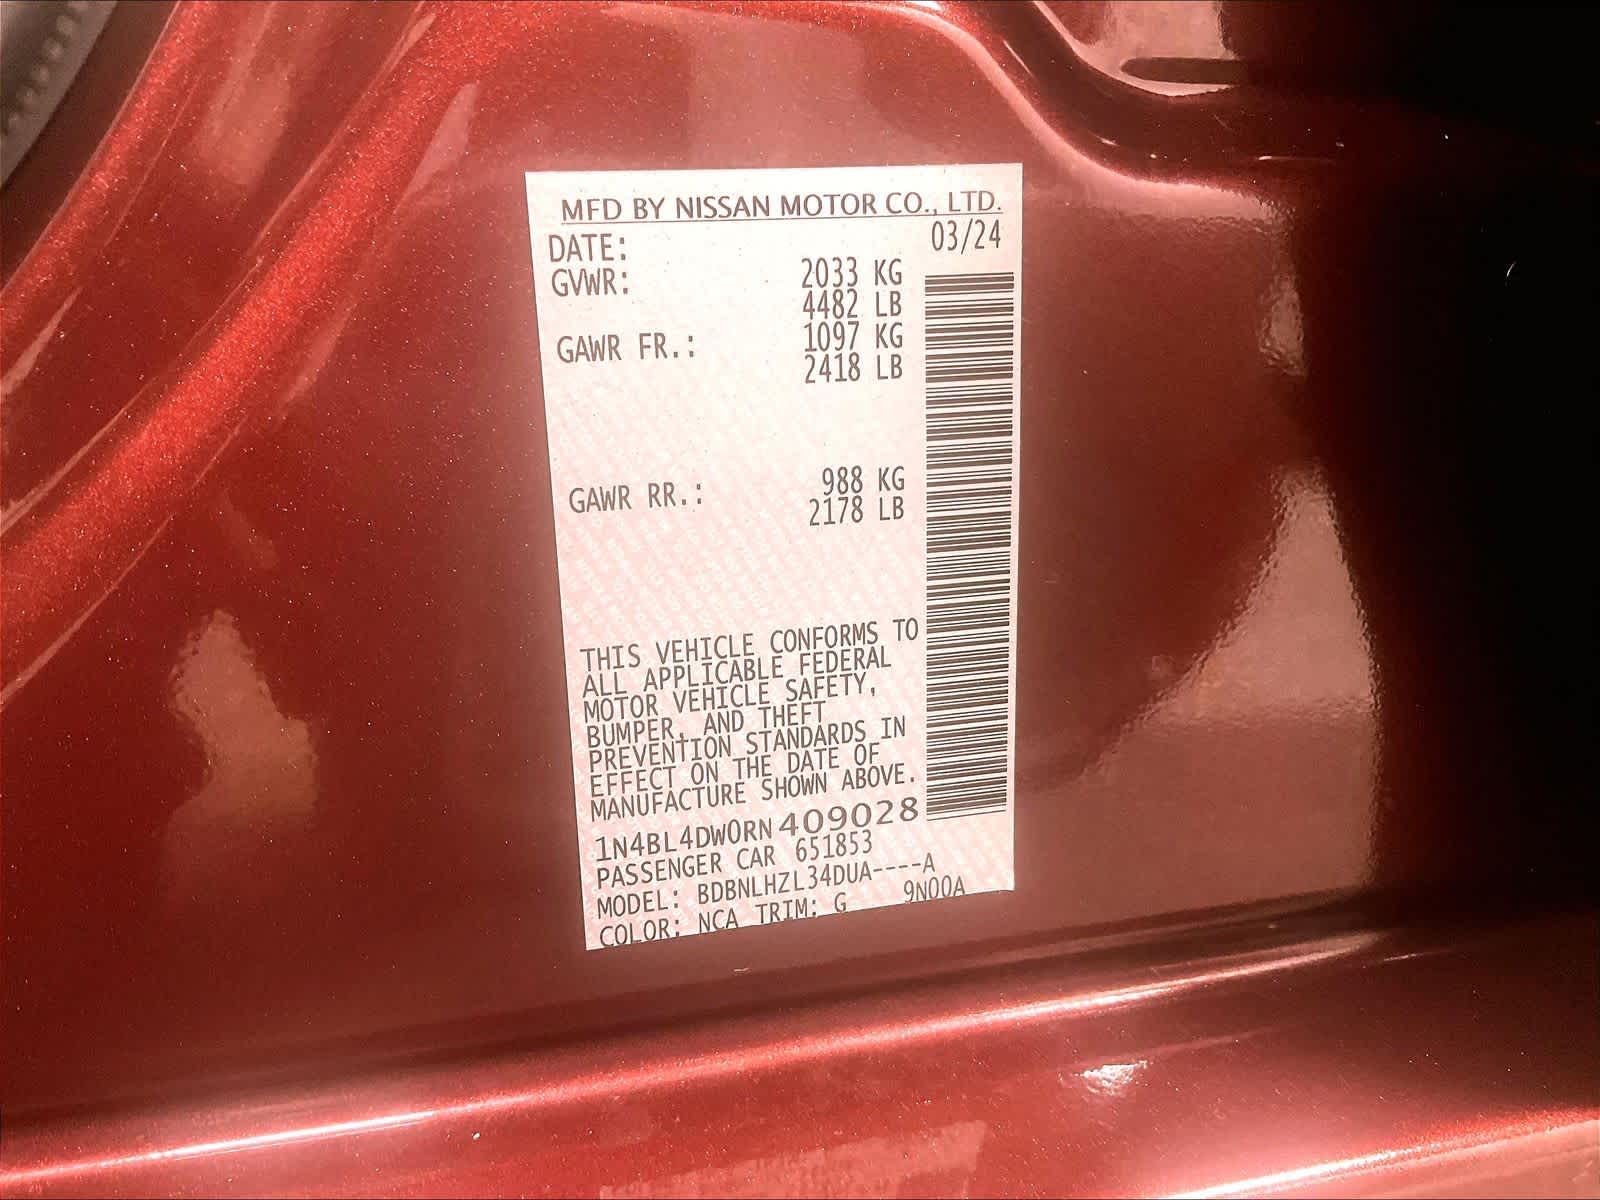 MFD BY NISSAN MOTOR CO., LTD.
DATE: 03/24
GVWR: 2033 KG
4482 LB
GAWR FR.: 1097 KG
2418 LB
GAWR RR.: 988 KG
2178 LB
THIS VEHICLE CONFORMS TO
ALL APPLICABLE FEDERAL
MOTOR VEHICLE SAFETY,
BUMPER, AND THEFT
PREVENTION STANDARDS IN
EFFECT ON THE DATE OF
MANUFACTURE SHOWN ABOVE.
1N4BL4DW0RN409028
PASSENGER CAR 651853
MODEL: BDBNLHZL34DUA----A
COLOR: NCA TRIM: G 9N00A